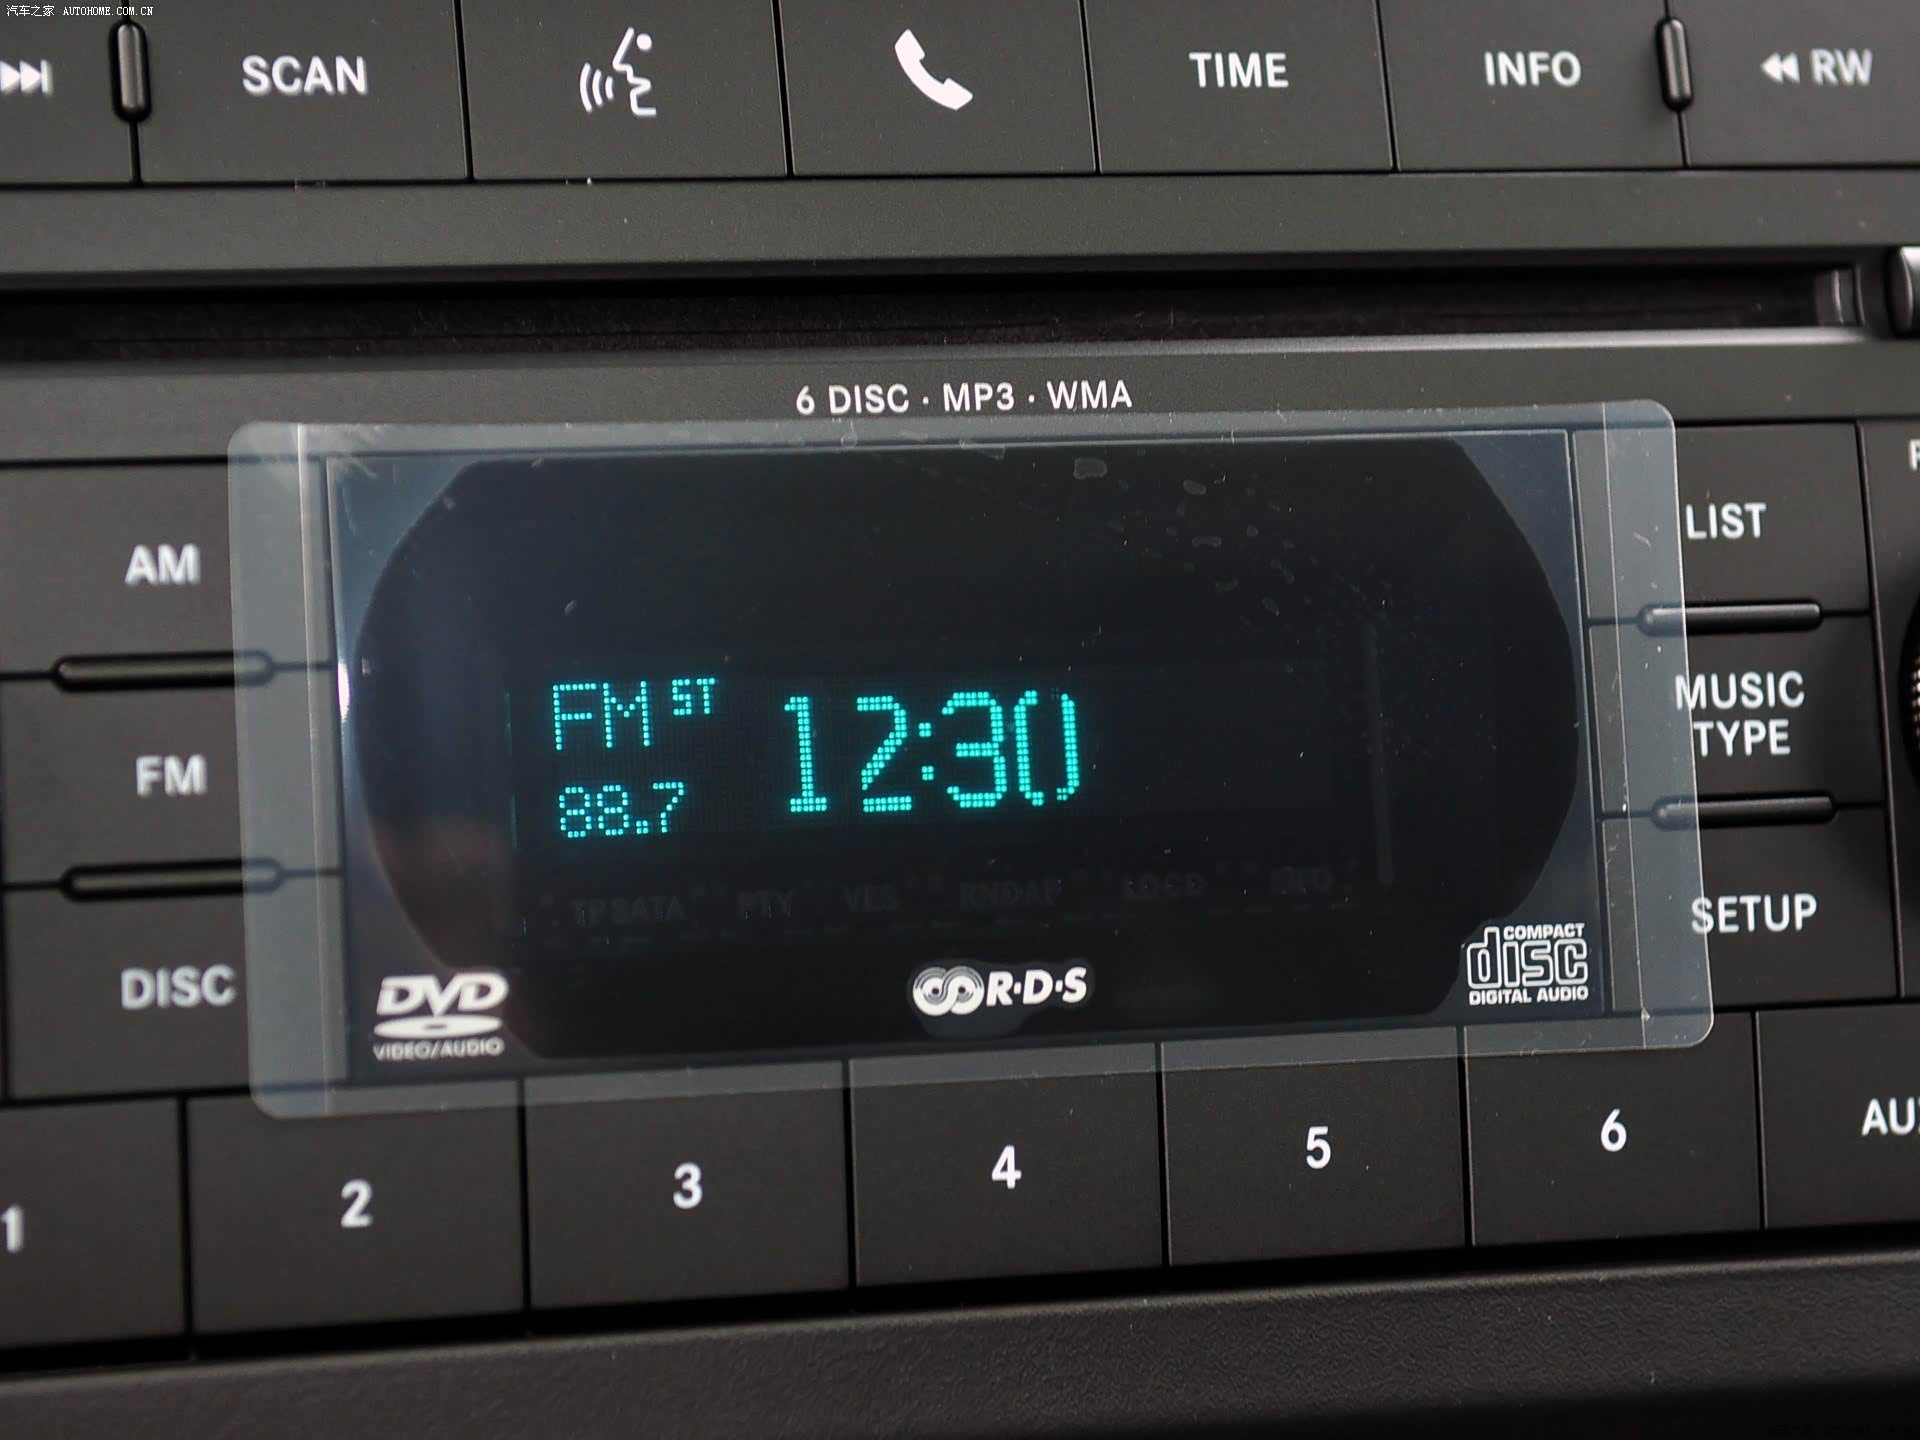 汽车之家 AUTOHOME.COM.CN
SCAN
TIME
INFO
RW
6 DISC · MP3 · WMA
AM
LIST
FM ST
12:30
88.7
MUSIC
TYPE
FM
DISC
SETUP
DVD
VIDEO/AUDIO
R·D·S
COMPACT
disc
DIGITAL AUDIO
1
2
3
4
5
6